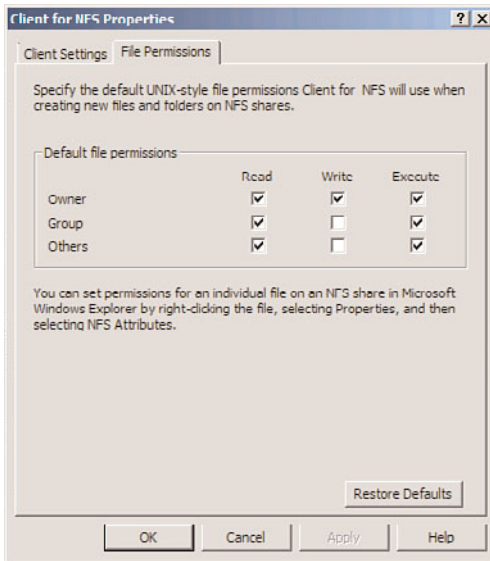 Client for NFS Properties
Client Settings File Permissions
Specify the default UNIX-style file permissions Client for NFS will use when
creating new files and folders on NFS shares.
Default file permissions
Read Write Execute
Owner
Group
Others
You can set permissions for an individual file on an NFS share in Microsoft
Windows Explorer by right-clicking the file, selecting Properties, and then
selecting NFS Attributes.
Restore Defaults
OK Cancel Apply Help